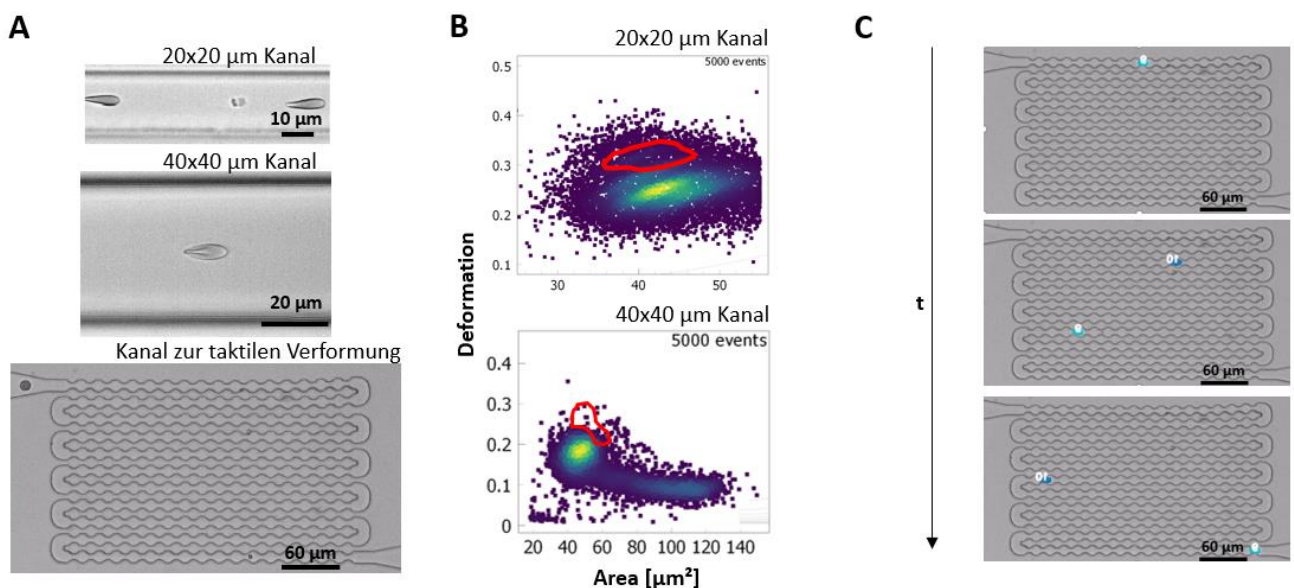 A
20x20 µm Kanal
10 µm
40x40 µm Kanal
20 µm
Kanal zur taktilen Verformung
60 µm
B
20x20 µm Kanal
5000 events
0.5
0.4
0.3
0.2
0.1
30 40 50
Deformation
40x40 µm Kanal
5000 events
0.4
0.3
0.2
0.1
0
20 40 60 80 100 120 140
Area [µm²]
C
t
60 µm
60 µm
60 µm